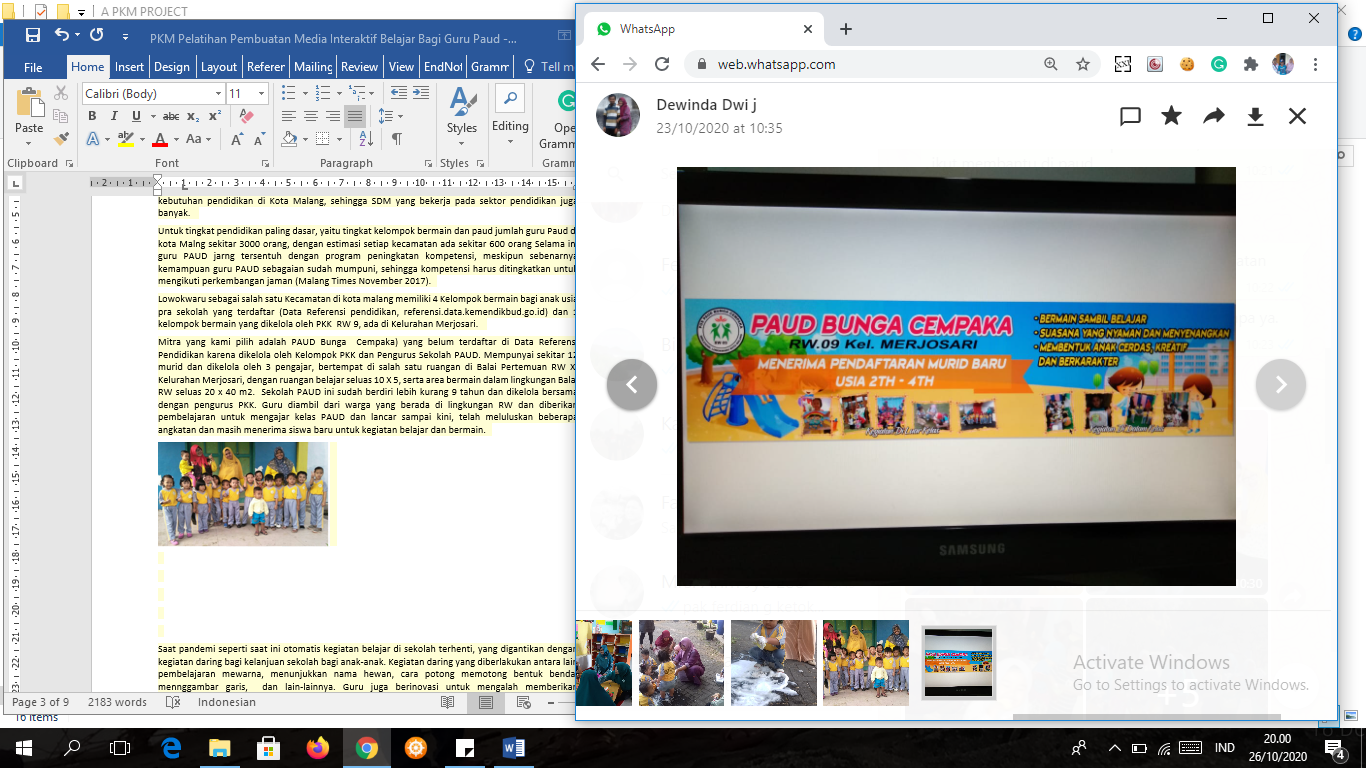 A PKM PROJECT
PKM Pelatihan Pembuatan Media Interaktif Belajar Bagi Guru Paud -...
File Home Insert Design Layout Referer Mailing Review View EndNot Gramm Tell m
Calibri (Body) 11
Paste
Styles
Editing
Ope
Gramm
Clipboard Font Paragraph Styles Gramm
kebutuhan pendidikan di Kota Malang, sehingga SDM yang bekerja pada sektor pendidikan juga
banyak.
Untuk tingkat pendidikan paling dasar, yaitu tingkat kelompok bermain dan paud jumlah guru Paud d
kota Malng sekitar 3000 orang, dengan estimasi setiap kecamatan ada sekitar 600 orang Selama in
guru PAUD jarng tersentuh dengan program peningkatan kompetensi, meskipun sebenarnya
kemampuan guru PAUD sebagaian sudah mumpuni, sehingga kompetensi harus ditingkatkan untuk
mengikuti perkembangan jaman (Malang Times November 2017).
Lowokwaru sebagai salah satu Kecamatan di kota malang memiliki 4 Kelompok bermain bagi anak usia
pra sekolah yang terdaftar (Data Referensi pendidikan, referensi.data.kemendikbud.go.id) dan 1
kelompok bermain yang dikelola oleh PKK RW 9, ada di Kelurahan Merjosari.
Mitra yang kami pilih adalah PAUD Bunga Cempaka) yang belum terdaftar di Data Referens
Pendidikan karena dikelola oleh Kelompok PKK dan Pengurus Sekolah PAUD. Mempunyai sekitar 12
murid dan dikelola oleh 3 pengajar, bertempat di salah satu ruangan di Balai Pertemuan RW X
Kelurahan Merjosari, dengan ruangan belajar seluas 10 X 5, serta area bermain dalam lingkungan Bala
RW seluas 20 x 40 m2. Sekolah PAUD ini sudah berdiri lebih kurang 9 tahun dan dikelola bersama
dengan pengurus PKK. Guru diambil dari warga yang berada di lingkungan RW dan diberikan
pembelajaran untuk mengajar kelas PAUD dan lancar sampai kini, telah meluluskan beberapa
angkatan dan masih menerima siswa baru untuk kegiatan belajar dan bermain.
Saat pandemi seperti saat ini otomatis kegiatan belajar di sekolah terhenti, yang digantikan dengan
kegiatan daring bagi kelanjuan sekolah bagi anak-anak. Kegiatan daring yang diberlakukan antara lain
pembelajaran mewarna, menunjukkan nama hewan, cara potong memotong bentuk benda
menggambar garis, dan lain-lainnya. Guru juga berinovasi untuk mengalah memberikan
Page 3 of 9 2183 words Indonesian
16 items
WhatsApp
web.whatsapp.com
Dewinda Dwi j
23/10/2020 at 10:35
PAUD BUNGA CEMPAKA
RW.09 Kel. MERJOSARI
MENERIMA PENDAFTARAN MURID BARU
USIA 2TH - 4TH
• BERMAIN SAMBIL BELAJAR
• SUASANA YANG NYAMAN DAN MENYENANGKAN
• MEMBENTUK ANAK CERDAS, KREATIF
DAN BERKARAKTER
SAMSUNG
Activate Windows
Go to Settings to activate Windows.
+3
IND
20.00
26/10/2020
4